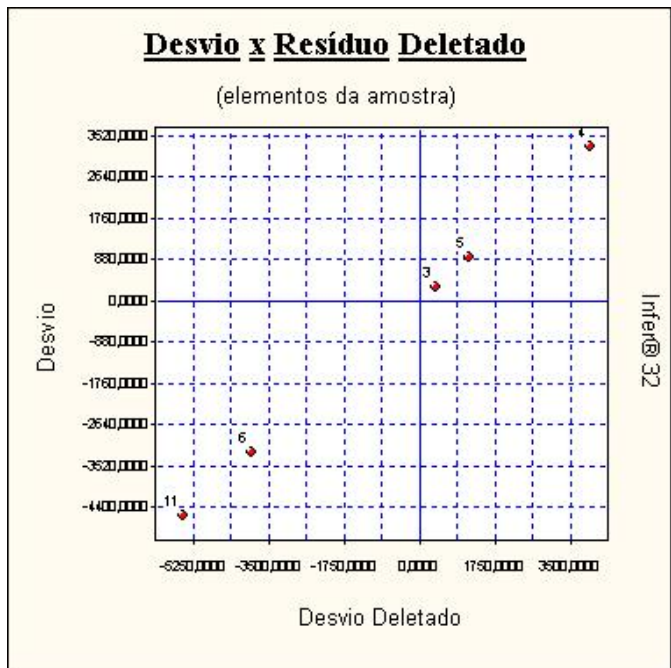 Desvio x Resíduo Deletado
(elementos da amostra)
3520,0000
2640,0000
1760,0000
880,0000
0,0000
-880,0000
-1760,0000
-2640,0000
-3520,0000
-4400,0000
Desvio
4
5
3
6
11
-5250,0000 -3500,0000 -1750,0000 0,0000 1750,0000 3500,0000
Desvio Deletado
Infer® 32